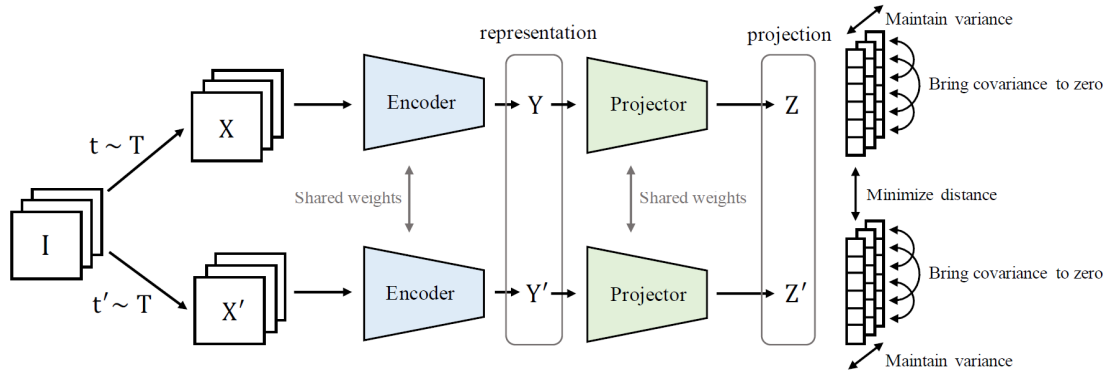 representation
projection
Maintain variance
Encoder
Y
Projector
Z
Bring covariance to zero
X
t ~ T
Shared weights
Shared weights
Minimize distance
I
t′ ~ T
X′
Encoder
Y′
Projector
Z′
Bring covariance to zero
Maintain variance